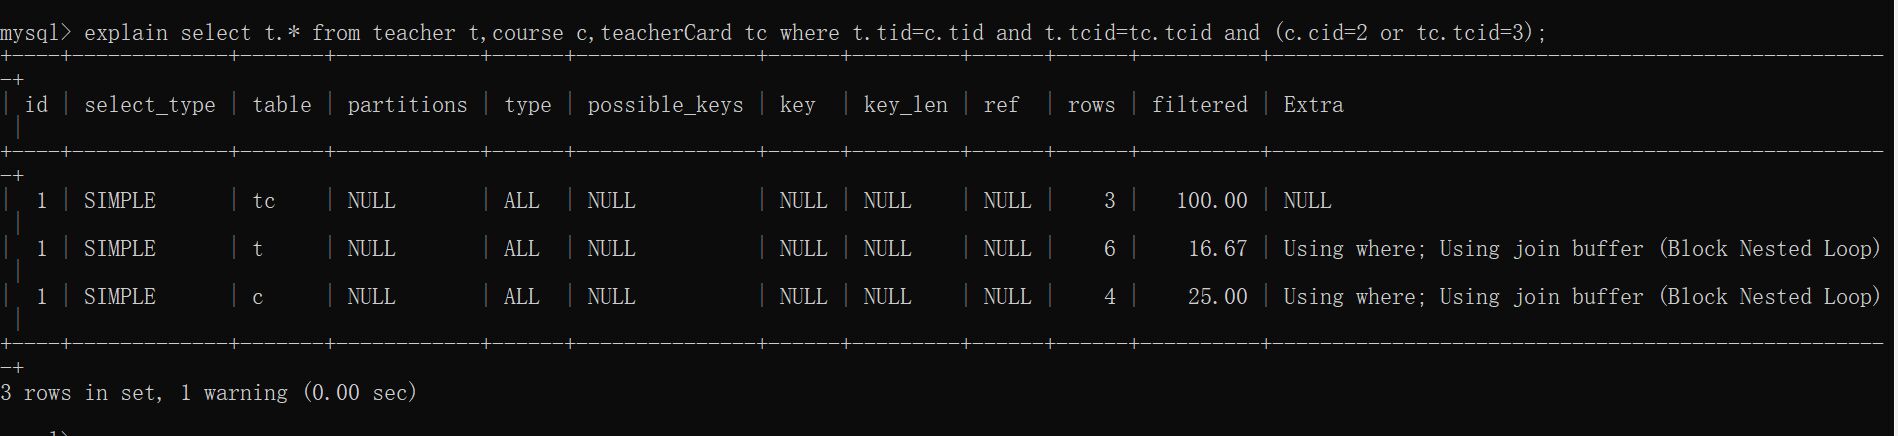 mysql> explain select t.* from teacher t,course c,teacherCard tc where t.tid=c.tid and t.tcid=tc.tcid and (c.cid=2 or tc.tcid=3);
+----+-------------+-------+------------+------+---------------+------+---------+------+------+----------+---------------------------------------------------
-+
| id | select_type | table | partitions | type | possible_keys | key | key_len | ref | rows | filtered | Extra
|
+----+-------------+-------+------------+------+---------------+------+---------+------+------+----------+---------------------------------------------------
-+
| 1 | SIMPLE | tc | NULL | ALL | NULL | NULL | NULL | NULL | 3 | 100.00 | NULL
|
| 1 | SIMPLE | t | NULL | ALL | NULL | NULL | NULL | NULL | 6 | 16.67 | Using where; Using join buffer (Block Nested Loop)
|
| 1 | SIMPLE | c | NULL | ALL | NULL | NULL | NULL | NULL | 4 | 25.00 | Using where; Using join buffer (Block Nested Loop)
|
+----+-------------+-------+------------+------+---------------+------+---------+------+------+----------+---------------------------------------------------
-+
3 rows in set, 1 warning (0.00 sec)